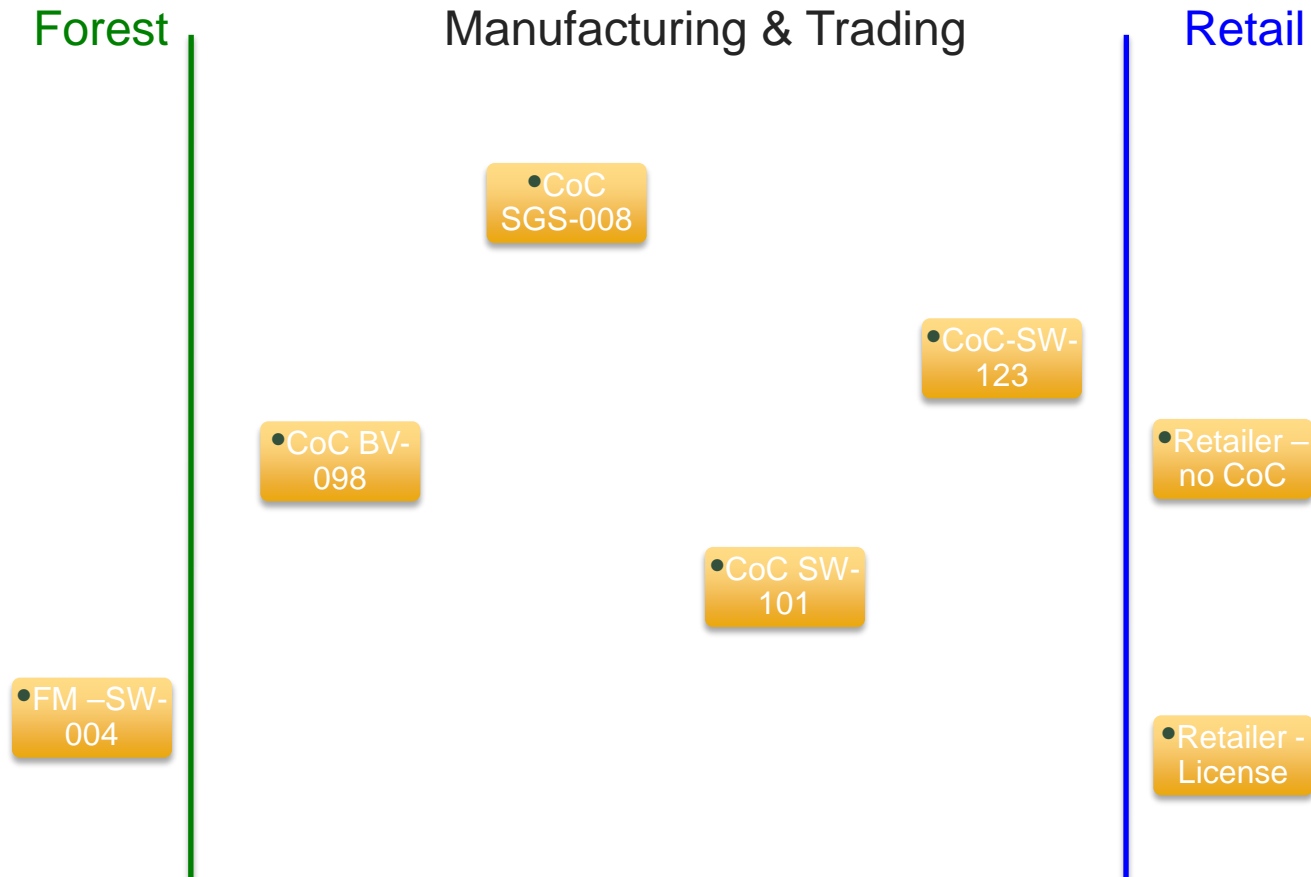 Forest
Manufacturing & Trading
Retail
•CoC
SGS-008
•CoC-SW-
123
•CoC BV-
098
•Retailer –
no CoC
•CoC SW-
101
•FM –SW-
004
•Retailer -
License